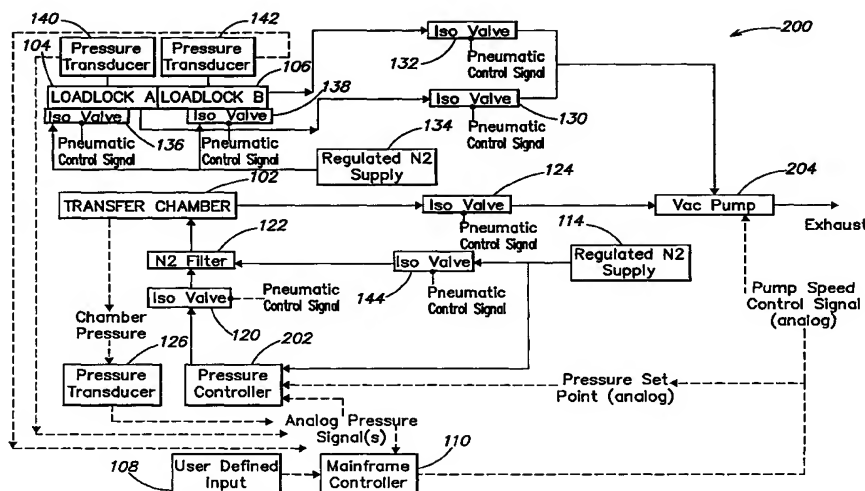 140
142
Pressure
Transducer
Pressure
Transducer
104
106
LOADLOCK A
LOADLOCK B
Iso Valve
Iso Valve
138
136
Pneumatic
Control Signal
Pneumatic
Control Signal
Iso Valve
132
Pneumatic
Control Signal
200
Iso Valve
130
Pneumatic
Control Signal
134
Regulated N2
Supply
102
TRANSFER CHAMBER
124
Iso Valve
Pneumatic
Control Signal
204
Vac Pump
Exhaust
122
N2 Filter
114
Regulated N2
Supply
Iso Valve
144
Pneumatic
Control Signal
Iso Valve
120
Pneumatic
Control Signal
Chamber
Pressure
126
Pressure
Transducer
202
Pressure
Controller
Pump Speed
Control Signal
(analog)
Pressure Set
Point (analog)
Analog Pressure
Signal(s)
108
User Defined
Input
110
Mainframe
Controller